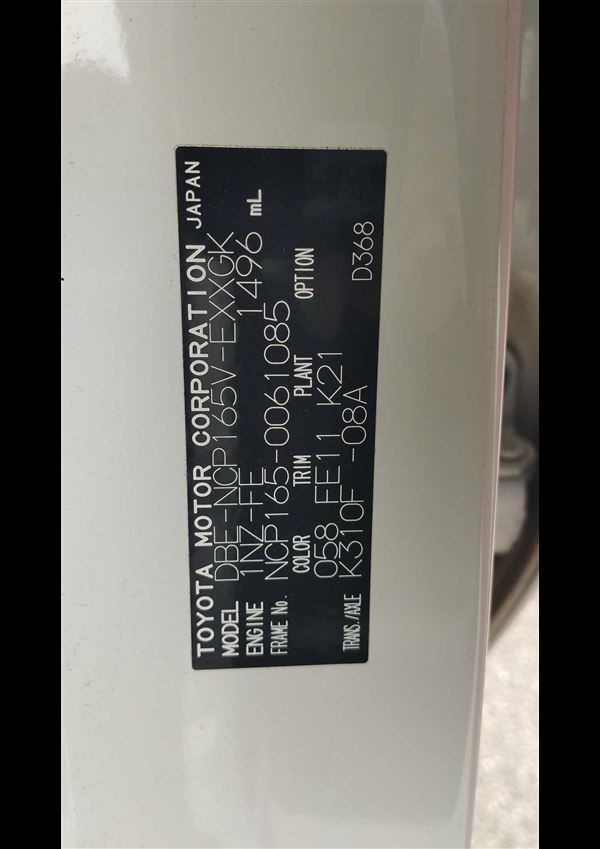 TOYOTA MOTOR CORPORATION JAPAN
MODEL DBE-NCP165V-EXXGK
ENGINE 1NZ-FE 1496 mL
FRAME No. NCP165-0061085
COLOR TRIM PLANT OPTION
058 FE11 K21
TRANS./AXLE K310F -08A D368